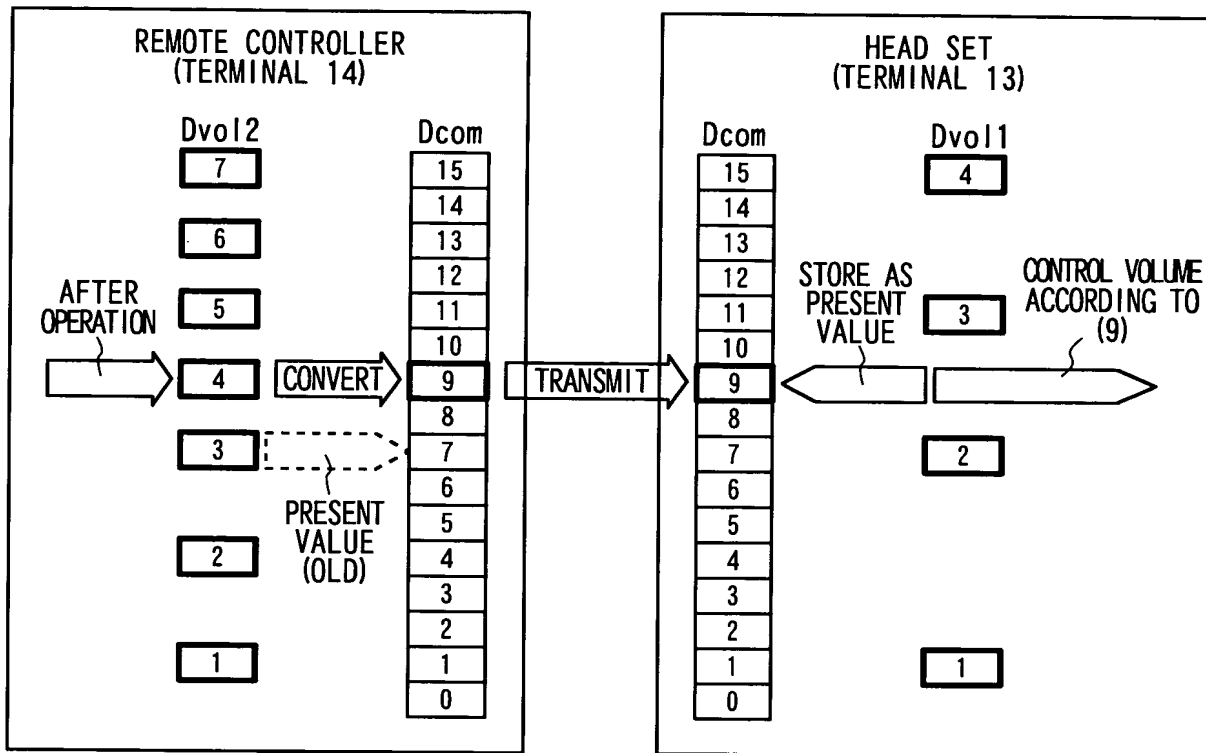 REMOTE CONTROLLER
(TERMINAL 14)
Dvol2
7
6
5
4
3
2
1
AFTER
OPERATION
CONVERT
PRESENT
VALUE
(OLD)
Dcom
15
14
13
12
11
10
9
8
7
6
5
4
3
2
1
0
TRANSMIT
HEAD SET
(TERMINAL 13)
Dcom
15
14
13
12
11
10
9
8
7
6
5
4
3
2
1
0
STORE AS
PRESENT
VALUE
Dvol1
4
3
2
1
CONTROL VOLUME
ACCORDING TO
(9)